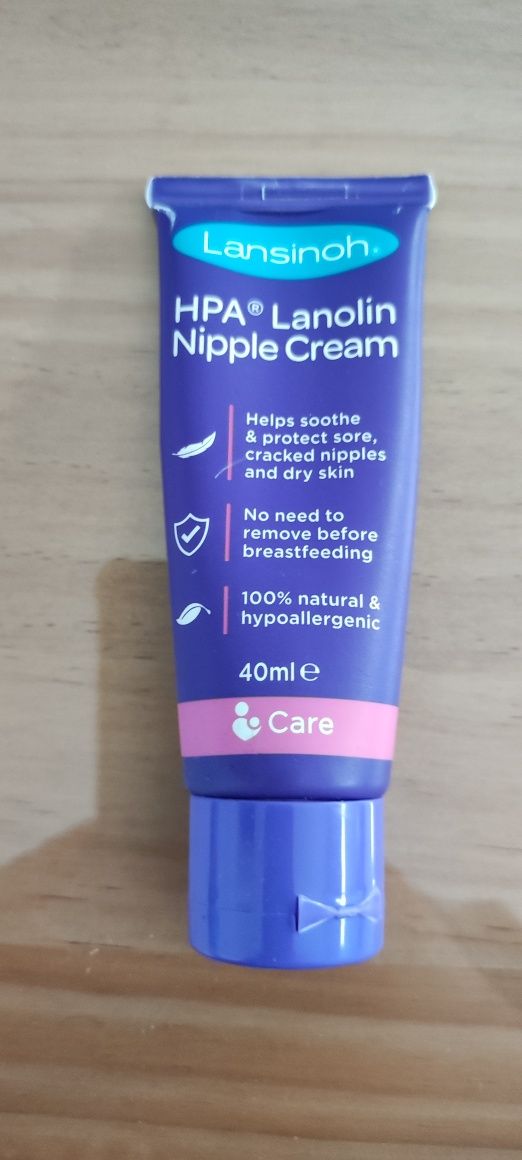 Lansinoh®
HPA® Lanolin
Nipple Cream
Helps soothe
& protect sore,
cracked nipples
and dry skin
No need to
remove before
breastfeeding
100% natural &
hypoallergenic
40ml e
Care